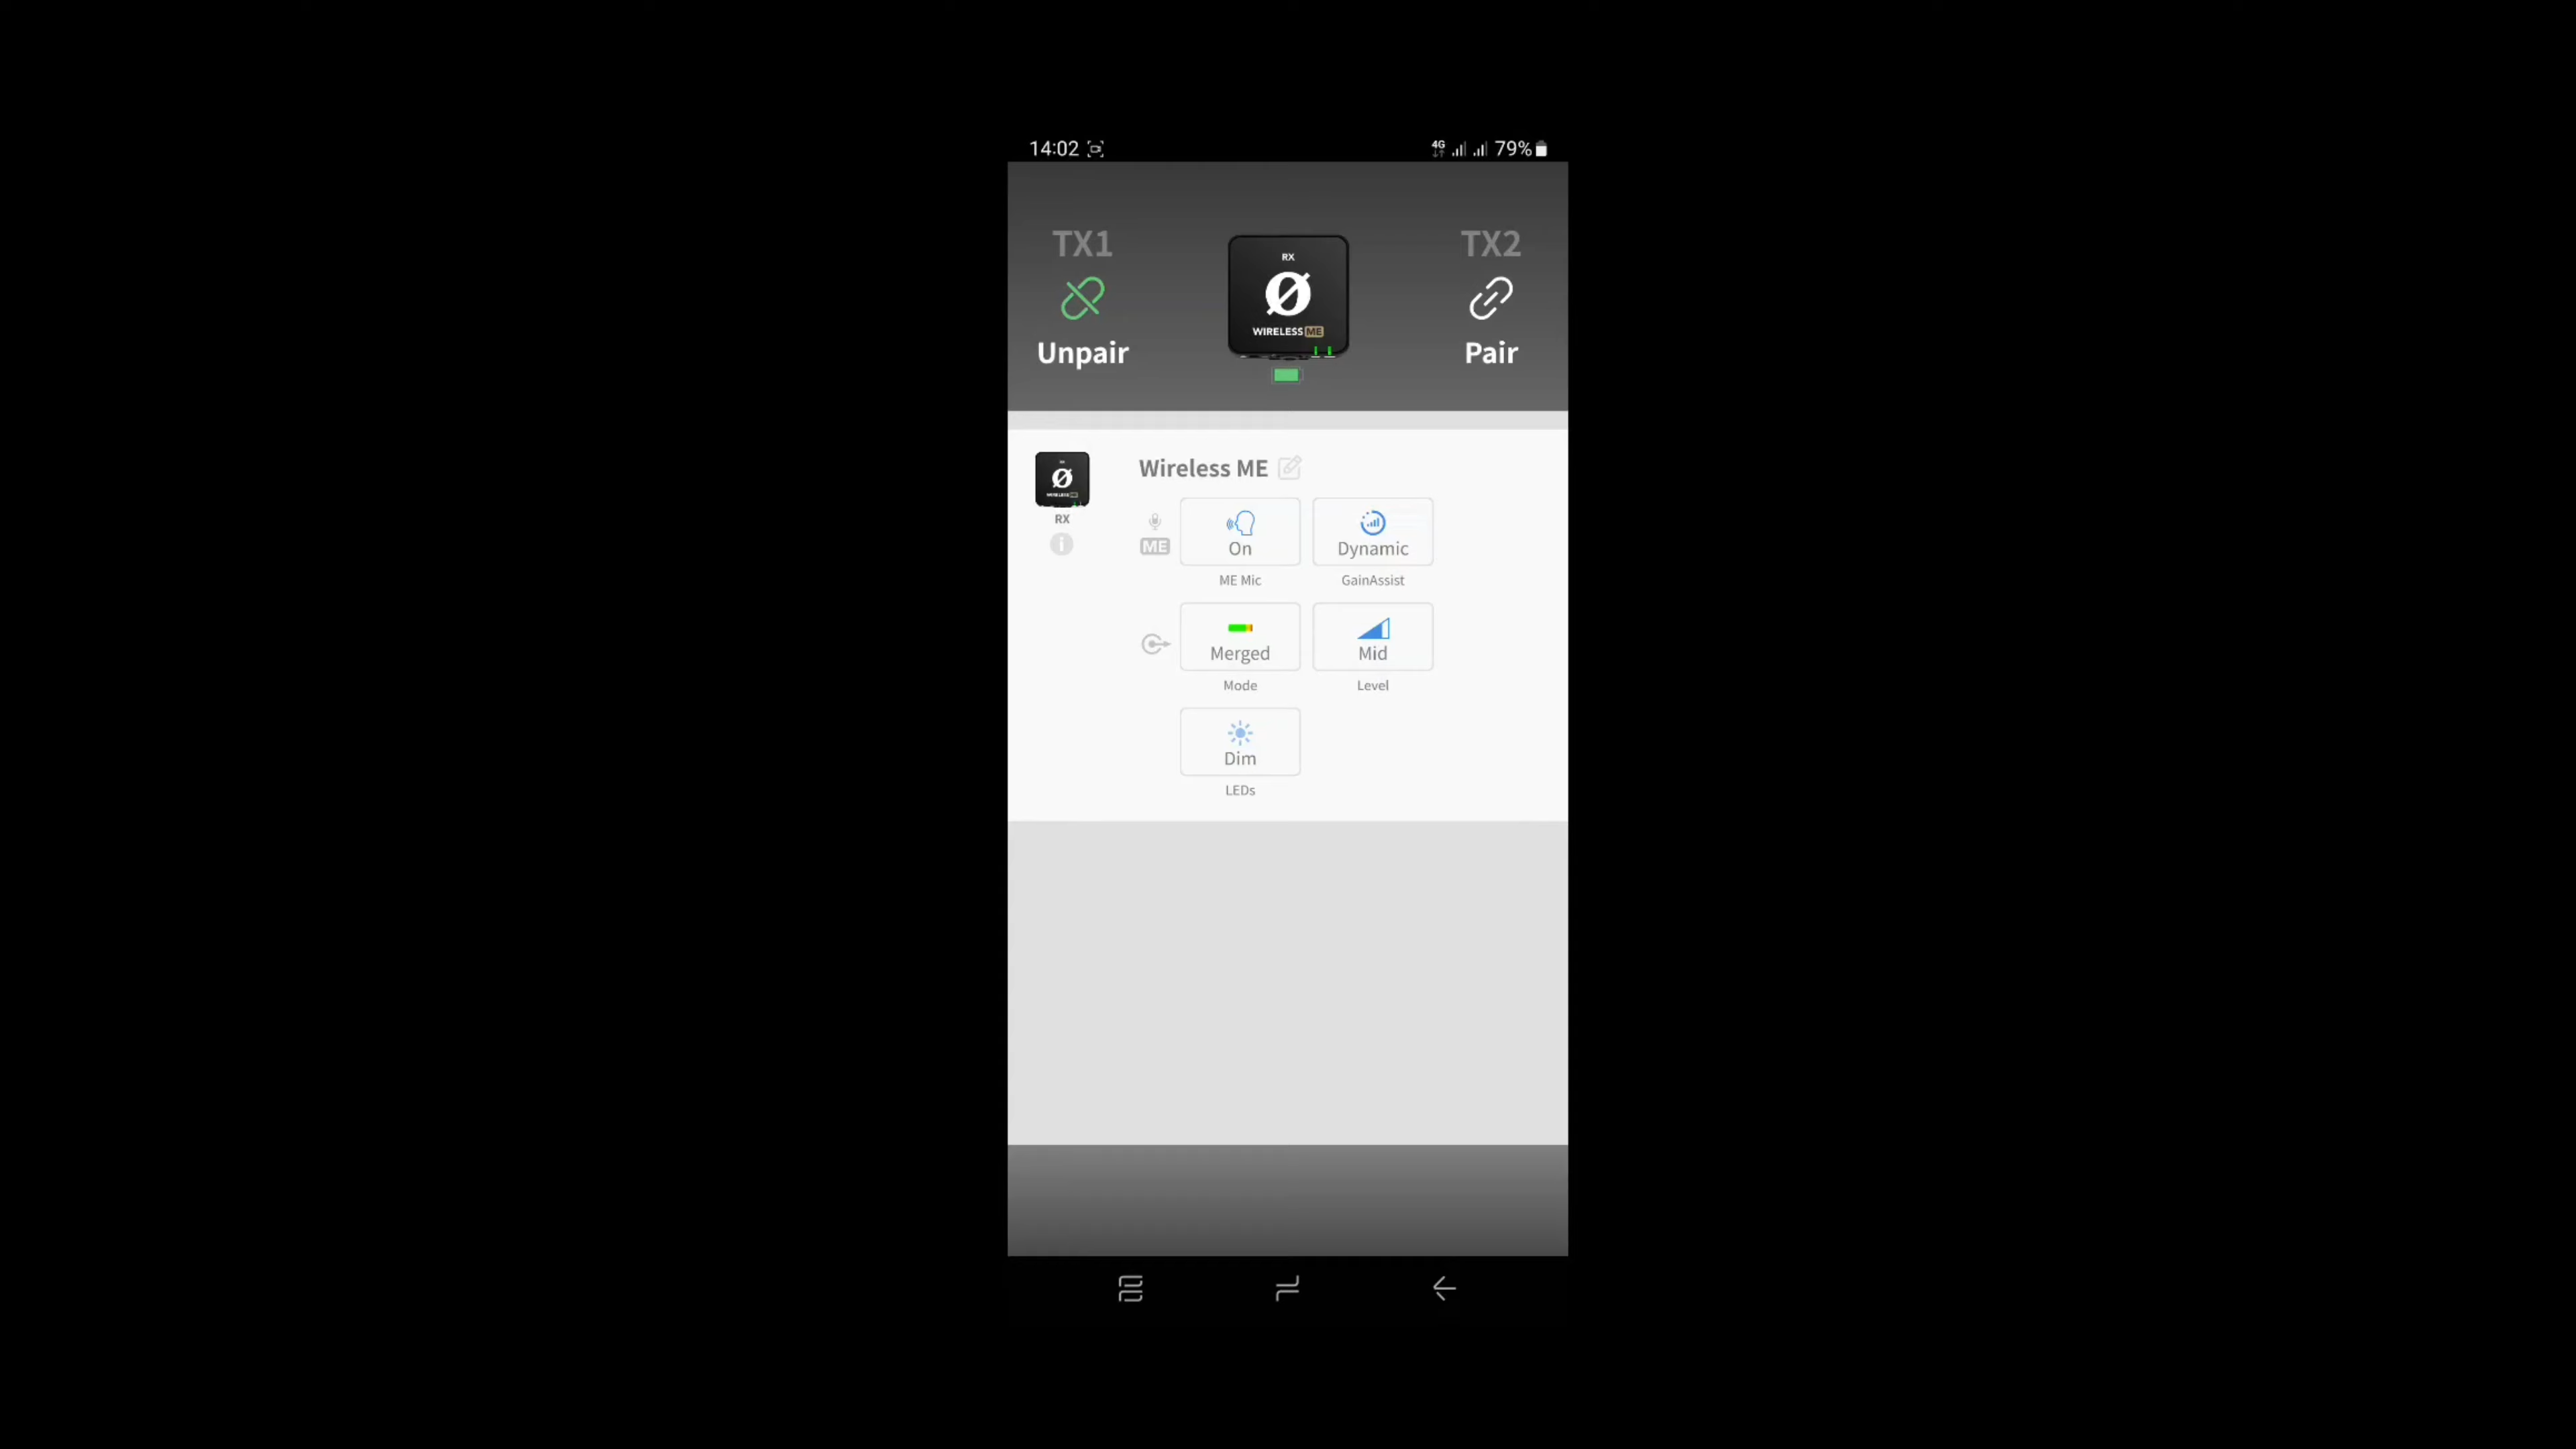 14:02
4G 79%
TX1
TX2
RX
WIRELESS ME
Unpair
Pair
Wireless ME
RX
ME
On
Dynamic
ME Mic
GainAssist
Merged
Mid
Mode
Level
Dim
LEDs